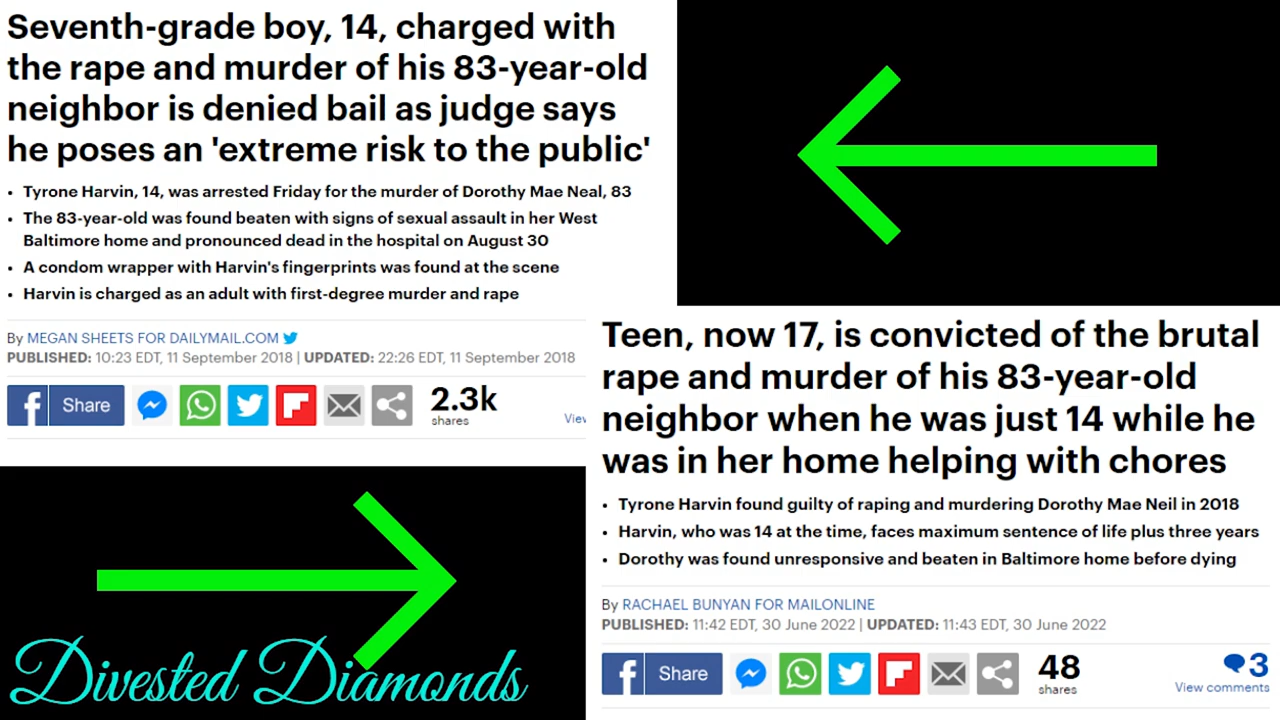 Seventh-grade boy, 14, charged with
the rape and murder of his 83-year-old
neighbor is denied bail as judge says
he poses an 'extreme risk to the public'
• Tyrone Harvin, 14, was arrested Friday for the murder of Dorothy Mae Neal, 83
• The 83-year-old was found beaten with signs of sexual assault in her West
Baltimore home and pronounced dead in the hospital on August 30
• A condom wrapper with Harvin's fingerprints was found at the scene
• Harvin is charged as an adult with first-degree murder and rape
By MEGAN SHEETS FOR DAILYMAIL.COM
PUBLISHED: 10:23 EDT, 11 September 2018 | UPDATED: 22:26 EDT, 11 September 2018
Share
2.3k
shares
View
Teen, now 17, is convicted of the brutal
rape and murder of his 83-year-old
neighbor when he was just 14 while he
was in her home helping with chores
• Tyrone Harvin found guilty of raping and murdering Dorothy Mae Neil in 2018
• Harvin, who was 14 at the time, faces maximum sentence of life plus three years
• Dorothy was found unresponsive and beaten in Baltimore home before dying
By RACHAEL BUNYAN FOR MAILONLINE
PUBLISHED: 11:42 EDT, 30 June 2022 | UPDATED: 11:43 EDT, 30 June 2022
Share
48
shares
3
View comments
Divested Diamonds